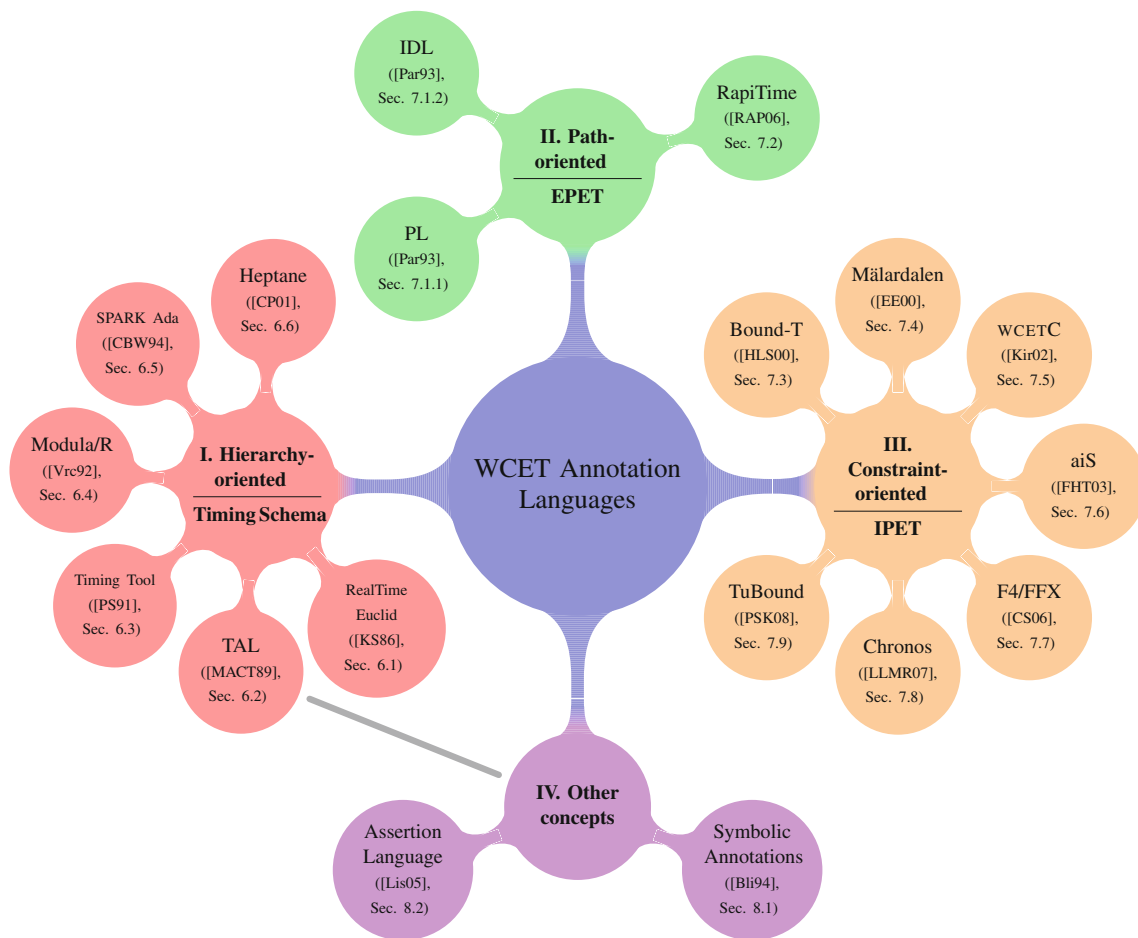 IDL
([Par93],
Sec. 7.1.2)
RapiTime
([RAP06],
Sec. 7.2)
II. Path-
oriented
EPET
PL
([Par93],
Sec. 7.1.1)
Heptane
([CP01],
Sec. 6.6)
SPARK Ada
([CBW94],
Sec. 6.5)
Modula/R
([Vrc92],
Sec. 6.4)
I. Hierarchy-
oriented
Timing Schema
Timing Tool
([PS91],
Sec. 6.3)
TAL
([MACT89],
Sec. 6.2)
RealTime
Euclid
([KS86],
Sec. 6.1)
WCET Annotation
Languages
Mälardalen
([EE00],
Sec. 7.4)
Bound-T
([HLS00],
Sec. 7.3)
WCETC
([Kir02],
Sec. 7.5)
III.
Constraint-
oriented
IPET
aiS
([FHT03],
Sec. 7.6)
TuBound
([PSK08],
Sec. 7.9)
F4/FFX
([CS06],
Sec. 7.7)
Chronos
([LLMR07],
Sec. 7.8)
IV. Other
concepts
Assertion
Language
([Lis05],
Sec. 8.2)
Symbolic
Annotations
([Bli94],
Sec. 8.1)